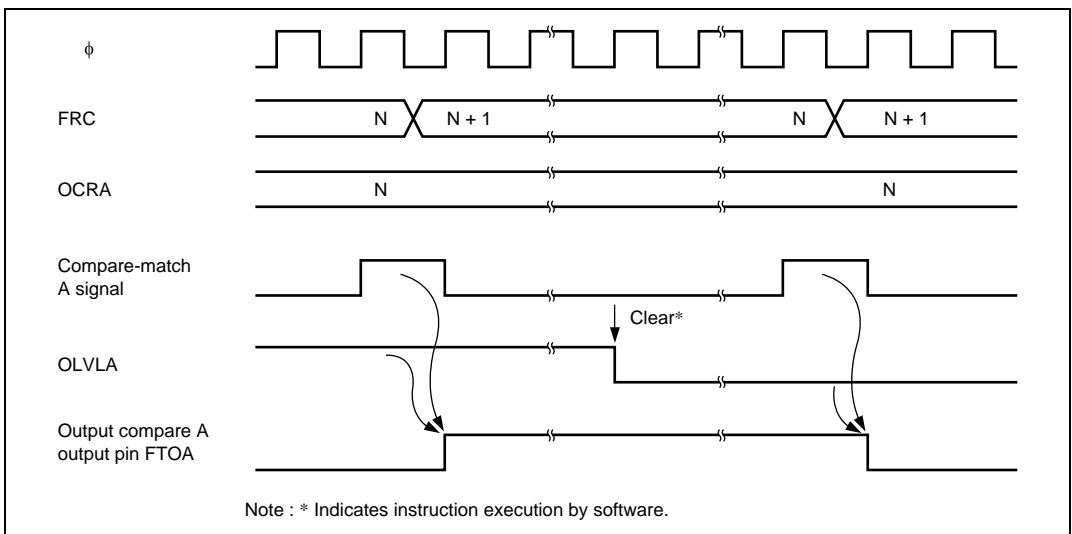 ϕ
FRC N N + 1 N N + 1
OCRA N N
Compare-match
A signal
Clear*
OLVLA
Output compare A
output pin FTOA
Note : * Indicates instruction execution by software.